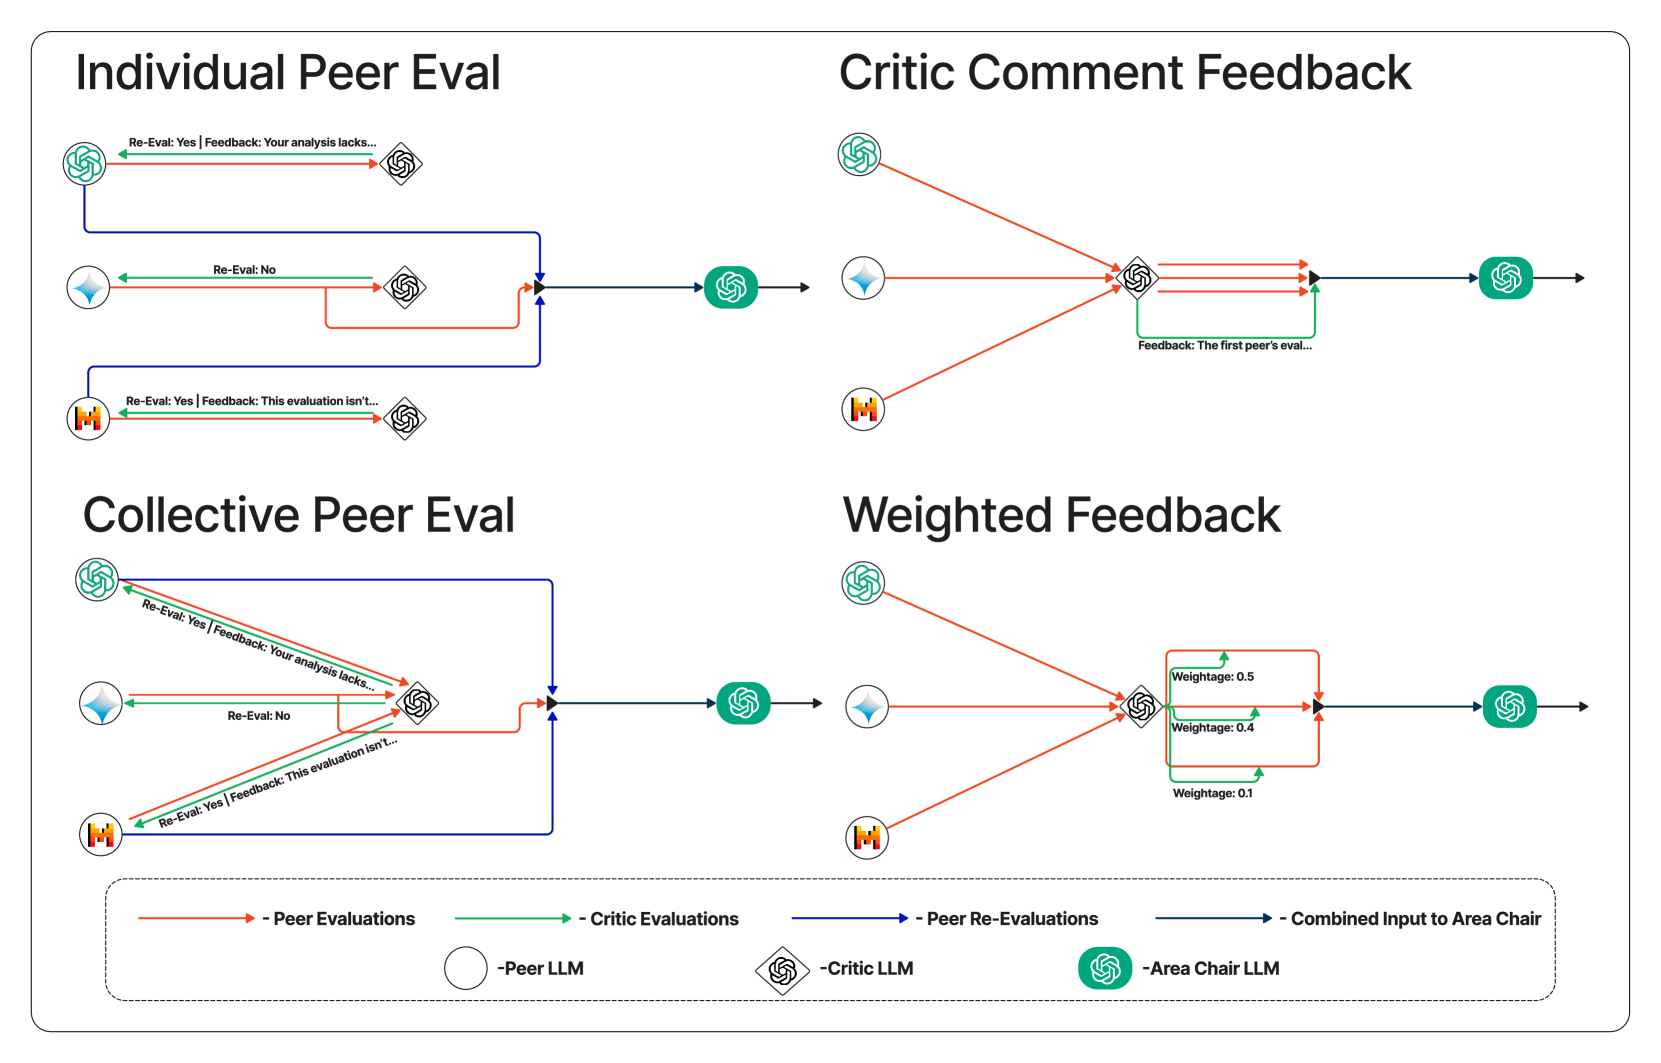 Individual Peer Eval
Re-Eval: Yes | Feedback: Your analysis lacks...
Re-Eval: No
Re-Eval: Yes | Feedback: This evaluation isn't...
Critic Comment Feedback
Feedback: The first peer's eval...
Collective Peer Eval
Re-Eval: Yes | Feedback: Your analysis lacks...
Re-Eval: No
Re-Eval: Yes | Feedback: This evaluation isn't...
Weighted Feedback
Weightage: 0.5
Weightage: 0.4
Weightage: 0.1
- Peer Evaluations
- Critic Evaluations
- Peer Re-Evaluations
- Combined Input to Area Chair
-Peer LLM
-Critic LLM
-Area Chair LLM